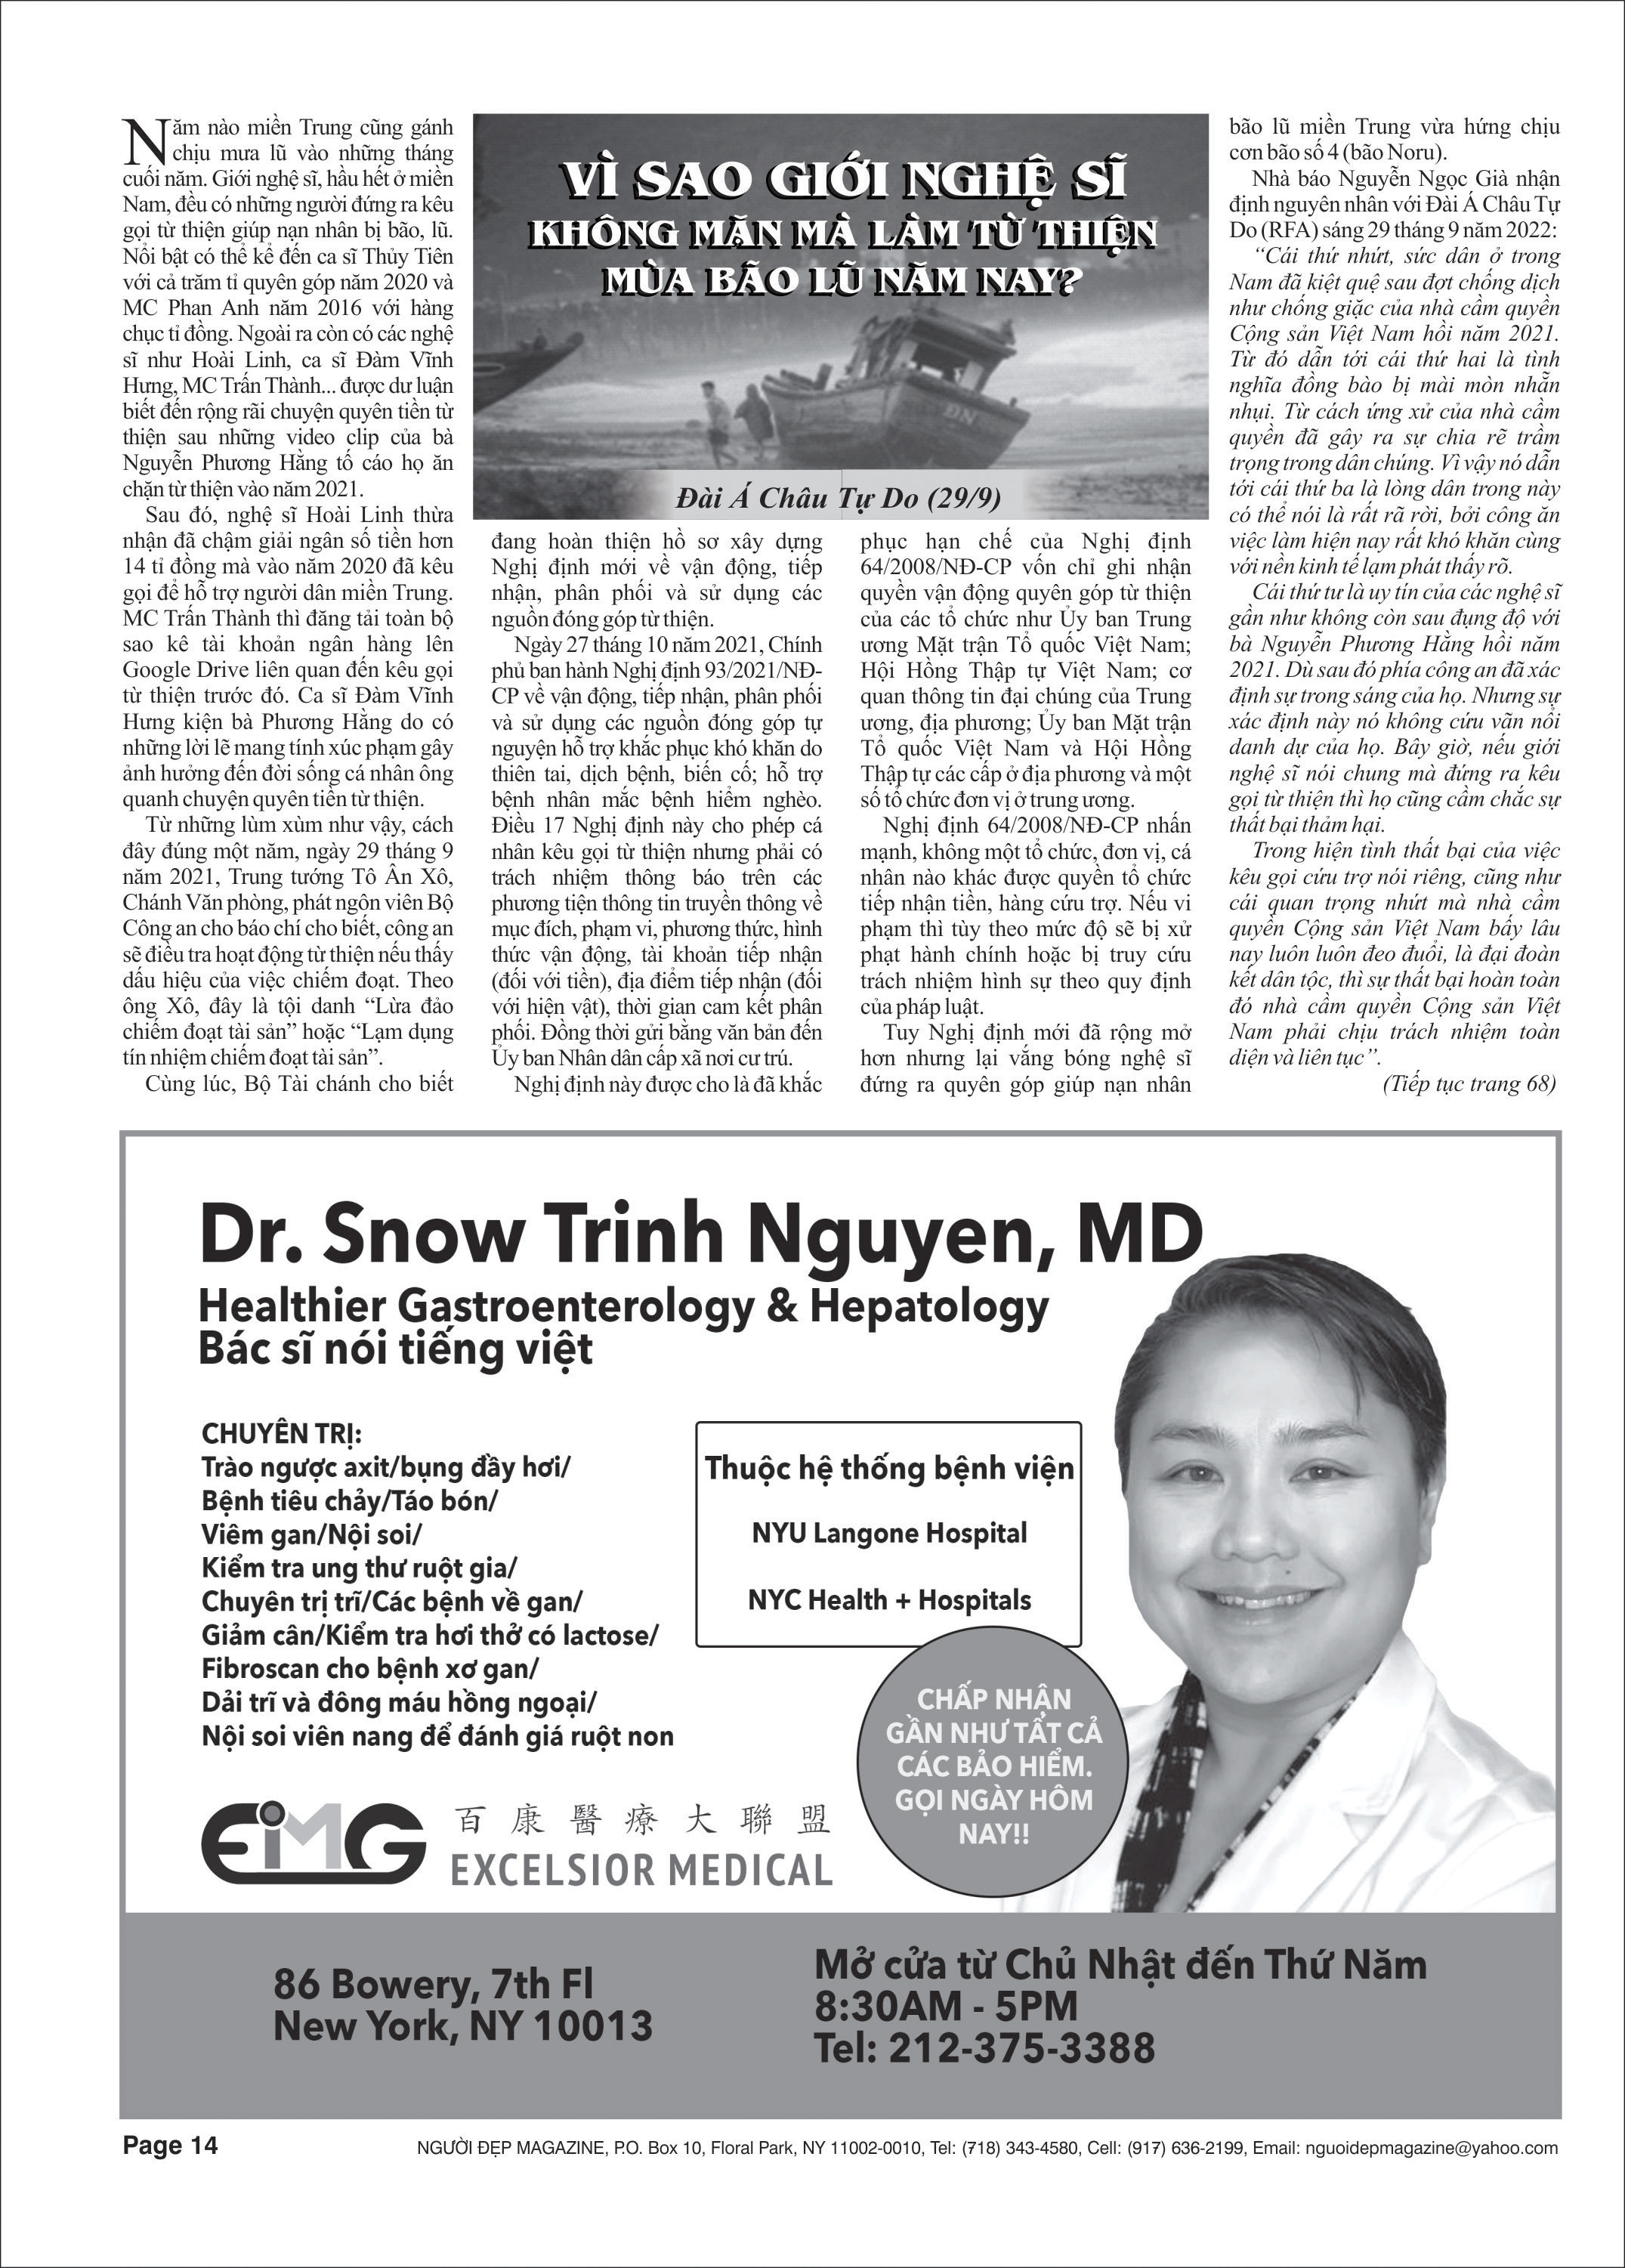 Năm nào miền Trung cũng gánh
chịu mưa lũ vào những tháng
cuối năm. Giới nghệ sĩ, hầu hết ở miền
Nam, đều có những người đứng ra kêu
gọi từ thiện giúp nạn nhân bị bão, lũ.
Nổi bật có thể kể đến ca sĩ Thủy Tiên
với cả trăm tỉ quyên góp năm 2020 và
MC Phan Anh năm 2016 với hàng
chục tỉ đồng. Ngoài ra còn có các nghệ
sĩ như Hoài Linh, ca sĩ Đàm Vĩnh
Hưng, MC Trấn Thành... được dư luận
biết đến rộng rãi chuyện quyên tiền từ
thiện sau những video clip của bà
Nguyễn Phương Hằng tố cáo họ ăn
chặn từ thiện vào năm 2021.
Sau đó, nghệ sĩ Hoài Linh thừa
nhận đã chậm giải ngân số tiền hơn
14 tỉ đồng mà vào năm 2020 đã kêu
gọi để hỗ trợ người dân miền Trung.
MC Trấn Thành thì đăng tải toàn bộ
sao kê tài khoản ngân hàng lên
Google Drive liên quan đến kêu gọi
từ thiện trước đó. Ca sĩ Đàm Vĩnh
Hưng kiện bà Phương Hằng do có
những lời lẽ mang tính xúc phạm gây
ảnh hưởng đến đời sống cá nhân ông
quanh chuyện quyên tiền từ thiện.
Từ những lùm xùm như vậy, cách
đây đúng một năm, ngày 29 tháng 9
năm 2021, Trung tướng Tô Ân Xô,
Chánh Văn phòng, phát ngôn viên Bộ
Công an cho báo chí cho biết, công an
sẽ điều tra hoạt động từ thiện nếu thấy
dấu hiệu của việc chiếm đoạt. Theo
ông Xô, đây là tội danh “Lừa đảo
chiếm đoạt tài sản” hoặc “Lạm dụng
tín nhiệm chiếm đoạt tài sản”.
Cùng lúc, Bộ Tài chánh cho biết
VÌ SAO GIỚI NGHỆ SĨ
KHÔNG MẶN MÀ LÀM TỪ THIỆN
MÙA BÃO LŨ NĂM NAY?
ĐN
Đài Á Châu Tự Do (29/9)
đang hoàn thiện hồ sơ xây dựng
Nghị định mới về vận động, tiếp
nhận, phân phối và sử dụng các
nguồn đóng góp từ thiện.
Ngày 27 tháng 10 năm 2021, Chính
phủ ban hành Nghị định 93/2021/NĐ-
CP về vận động, tiếp nhận, phân phối
và sử dụng các nguồn đóng góp tự
nguyện hỗ trợ khắc phục khó khăn do
thiên tai, dịch bệnh, biến cố; hỗ trợ
bệnh nhân mắc bệnh hiểm nghèo.
Điều 17 Nghị định này cho phép cá
nhân kêu gọi từ thiện nhưng phải có
trách nhiệm thông báo trên các
phương tiện thông tin truyền thông về
mục đích, phạm vi, phương thức, hình
thức vận động, tài khoản tiếp nhận
(đối với tiền), địa điểm tiếp nhận (đối
với hiện vật), thời gian cam kết phân
phối. Đồng thời gửi bằng văn bản đến
Ủy ban Nhân dân cấp xã nơi cư trú.
Nghị định này được cho là đã khắc
phục hạn chế của Nghị định
64/2008/NĐ-CP vốn chỉ ghi nhận
quyền vận động quyên góp từ thiện
của các tổ chức như Ủy ban Trung
ương Mặt trận Tổ quốc Việt Nam;
Hội Hồng Thập tự Việt Nam; cơ
quan thông tin đại chúng của Trung
ương, địa phương; Ủy ban Mặt trận
Tổ quốc Việt Nam và Hội Hồng
Thập tự các cấp ở địa phương và một
số tổ chức đơn vị ở trung ương.
Nghị định 64/2008/NĐ-CP nhấn
mạnh, không một tổ chức, đơn vị, cá
nhân nào khác được quyền tổ chức
tiếp nhận tiền, hàng cứu trợ. Nếu vi
phạm thì tùy theo mức độ sẽ bị xử
phạt hành chính hoặc bị truy cứu
trách nhiệm hình sự theo quy định
của pháp luật.
Tuy Nghị định mới đã rộng mở
hơn nhưng lại vắng bóng nghệ sĩ
đứng ra quyên góp giúp nạn nhân
bão lũ miền Trung vừa hứng chịu
cơn bão số 4 (bão Noru).
Nhà báo Nguyễn Ngọc Già nhận
định nguyên nhân với Đài Á Châu Tự
Do (RFA) sáng 29 tháng 9 năm 2022:
“Cái thứ nhứt, sức dân ở trong
Nam đã kiệt quệ sau đợt chống dịch
như chống giặc của nhà cầm quyền
Cộng sản Việt Nam hồi năm 2021.
Từ đó dẫn tới cái thứ hai là tình
nghĩa đồng bào bị mài mòn nhẵn
nhụi. Từ cách ứng xử của nhà cầm
quyền đã gây ra sự chia rẽ trầm
trọng trong dân chúng. Vì vậy nó dẫn
tới cái thứ ba là lòng dân trong này
có thể nói là rất rã rời, bởi công ăn
việc làm hiện nay rất khó khăn cùng
với nền kinh tế lạm phát thấy rõ.
Cái thứ tư là uy tín của các nghệ sĩ
gần như không còn sau đụng độ với
bà Nguyễn Phương Hằng hồi năm
2021. Dù sau đó phía công an đã xác
định sự trong sáng của họ. Nhưng sự
xác định này nó không cứu vãn nổi
danh dự của họ. Bây giờ, nếu giới
nghệ sĩ nói chung mà đứng ra kêu
gọi từ thiện thì họ cũng cầm chắc sự
thất bại thảm hại.
Trong hiện tình thất bại của việc
kêu gọi cứu trợ nói riêng, cũng như
cái quan trọng nhứt mà nhà cầm
quyền Cộng sản Việt Nam bấy lâu
nay luôn luôn đeo đuổi, là đại đoàn
kết dân tộc, thì sự thất bại hoàn toàn
đó nhà cầm quyền Cộng sản Việt
Nam phải chịu trách nhiệm toàn
diện và liên tục”.
(Tiếp tục trang 68)
Dr. Snow Trinh Nguyen, MD
Healthier Gastroenterology & Hepatology
Bác sĩ nói tiếng việt
CHUYÊN TRỊ:
Trào ngược axit/bụng đầy hơi/
Bệnh tiêu chảy/Táo bón/
Viêm gan/Nội soi/
Kiểm tra ung thư ruột gia/
Chuyên trị trĩ/Các bệnh về gan/
Giảm cân/Kiểm tra hơi thở có lactose/
Fibroscan cho bệnh xơ gan/
Dải trĩ và đông máu hồng ngoại/
Nội soi viên nang để đánh giá ruột non
Thuộc hệ thống bệnh viện
NYU Langone Hospital
NYC Health + Hospitals
CHẤP NHẬN
GẦN NHƯ TẤT CẢ
CÁC BẢO HIỂM.
GỌI NGÀY HÔM
NAY!!
EiMG
百康醫療大聯盟
EXCELSIOR MEDICAL
86 Bowery, 7th Fl
New York, NY 10013
Mở cửa từ Chủ Nhật đến Thứ Năm
8:30AM - 5PM
Tel: 212-375-3388
Page 14
NGƯỜI ĐẸP MAGAZINE, P.O. Box 10, Floral Park, NY 11002-0010, Tel: (718) 343-4580, Cell: (917) 636-2199, Email: nguoidepmagazine@yahoo.com